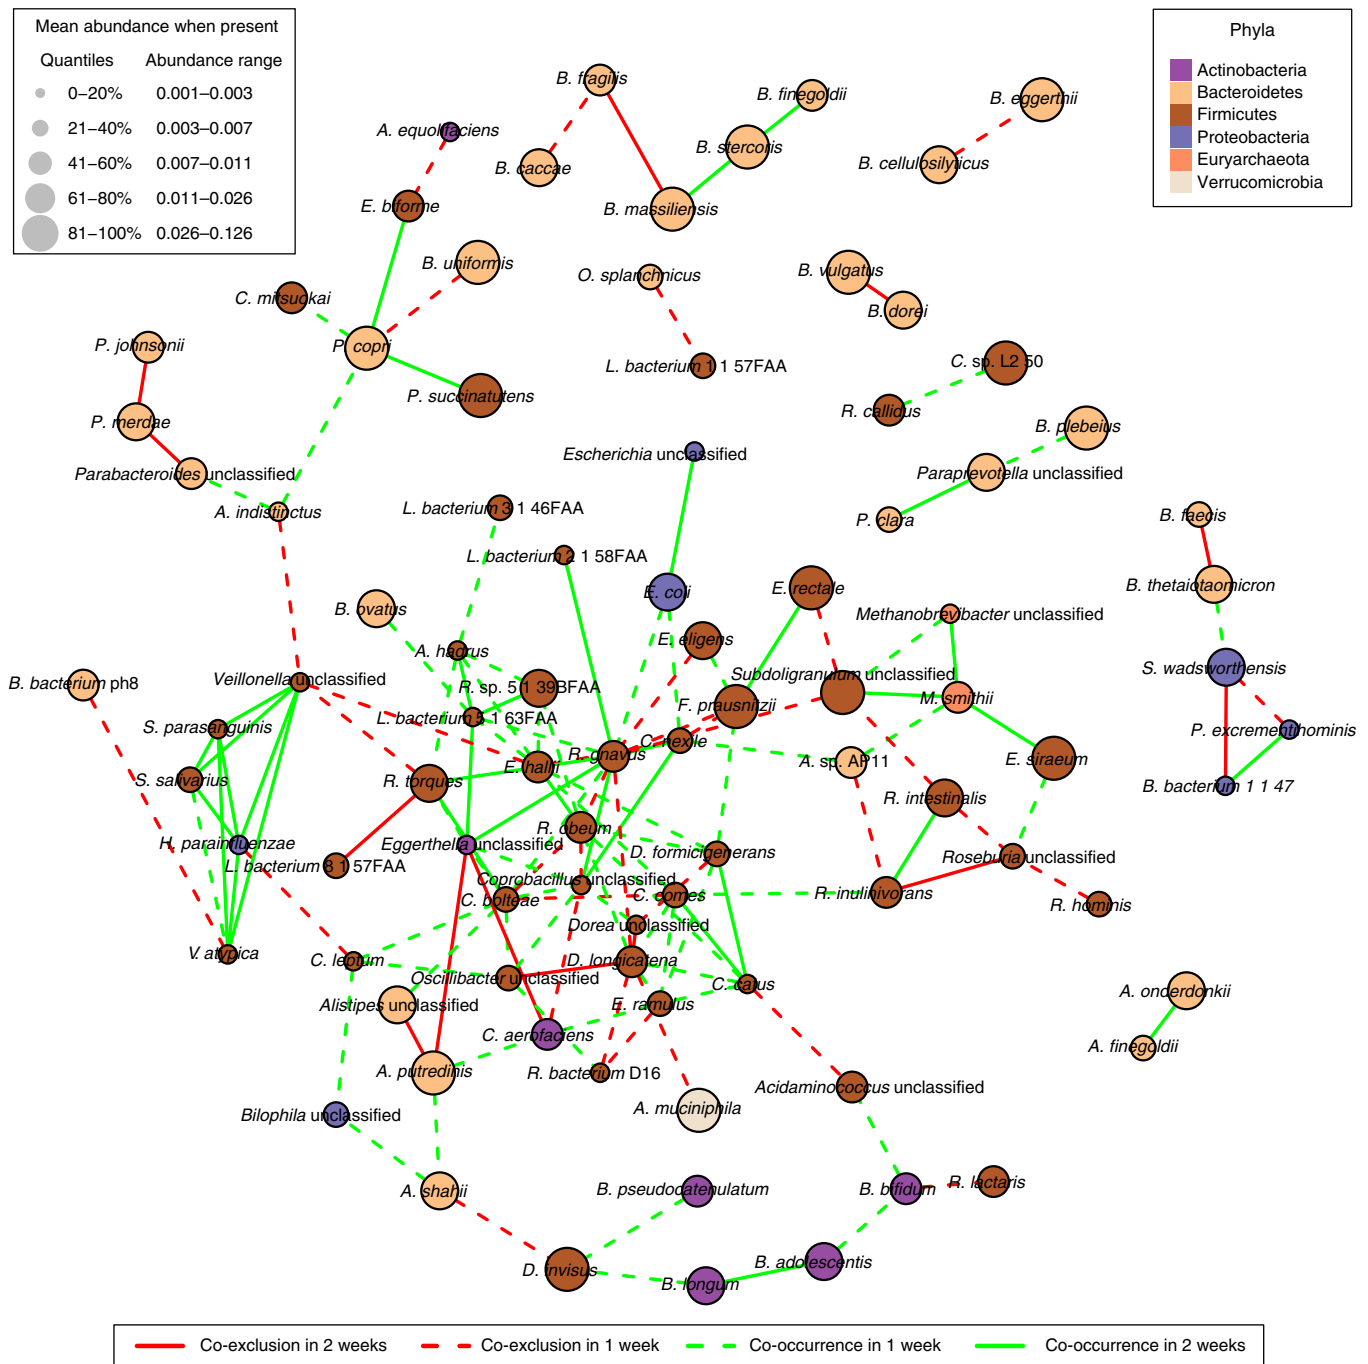 Mean abundance when present
Quantiles Abundance range
0–20% 0.001–0.003
21–40% 0.003–0.007
41–60% 0.007–0.011
61–80% 0.011–0.026
81–100% 0.026–0.126
Phyla
Actinobacteria
Bacteroidetes
Firmicutes
Proteobacteria
Euryarchaeota
Verrucomicrobia
B. fragilis
B. finegoldii
B. eggerthii
A. equolifaciens
B. stercoris
B. caccae
B. cellulosilyticus
E. biforme
B. massiliensis
B. uniformis
O. splanchnicus
B. vulgatus
C. mitsuokai
B. dorei
P. johnsonii
P. copri
L. bacterium 1 1 57FAA
C. sp. L2 50
P. succinatutens
R. callidus
P. merdae
B. plebeius
Escherichia unclassified
Parabacteroides unclassified
Paraprevotella unclassified
A. indistinctus
L. bacterium 3 1 46FAA
P. clara
B. faecis
L. bacterium 2 1 58FAA
E. coli
E. rectale
B. thetaiotaomicron
B. ovatus
Methanobrevibacter unclassified
E. eligens
A. hadrus
Subdoligranulum unclassified
S. wadsworthensis
B. bacterium ph8
Veillonella unclassified
R. sp. 5 1 39BFAA
M. smithii
F. prausnitzii
L. bacterium 5 1 63FAA
S. parasanguinis
P. excrementihominis
C. nexile
R. gnavus
A. sp. AP11
E. siraeum
E. hallii
S. salivarius
R. torques
B. bacterium 1 1 47
R. intestinalis
R. obeum
H. parainfluenzae
Eggerthella unclassified
D. formicigenerans
Roseburia unclassified
L. bacterium 8 1 57FAA
Coprobacillus unclassified
C. bolteae
C. comes
R. inulinivorans
R. hominis
Dorea unclassified
V. atypica
C. leptum
D. longicatena
Oscillibacter unclassified
C. catus
A. onderdonkii
Alistipes unclassified
E. ramulus
C. aerofaciens
A. finegoldii
A. putredinis
R. bacterium D16
Acidaminococcus unclassified
A. muciniphila
Bilophila unclassified
A. shahii
B. pseudocatenulatum
B. bifidum
R. lactaris
D. invisus
B. adolescentis
B. longum
Co-exclusion in 2 weeks Co-exclusion in 1 week Co-occurrence in 1 week Co-occurrence in 2 weeks